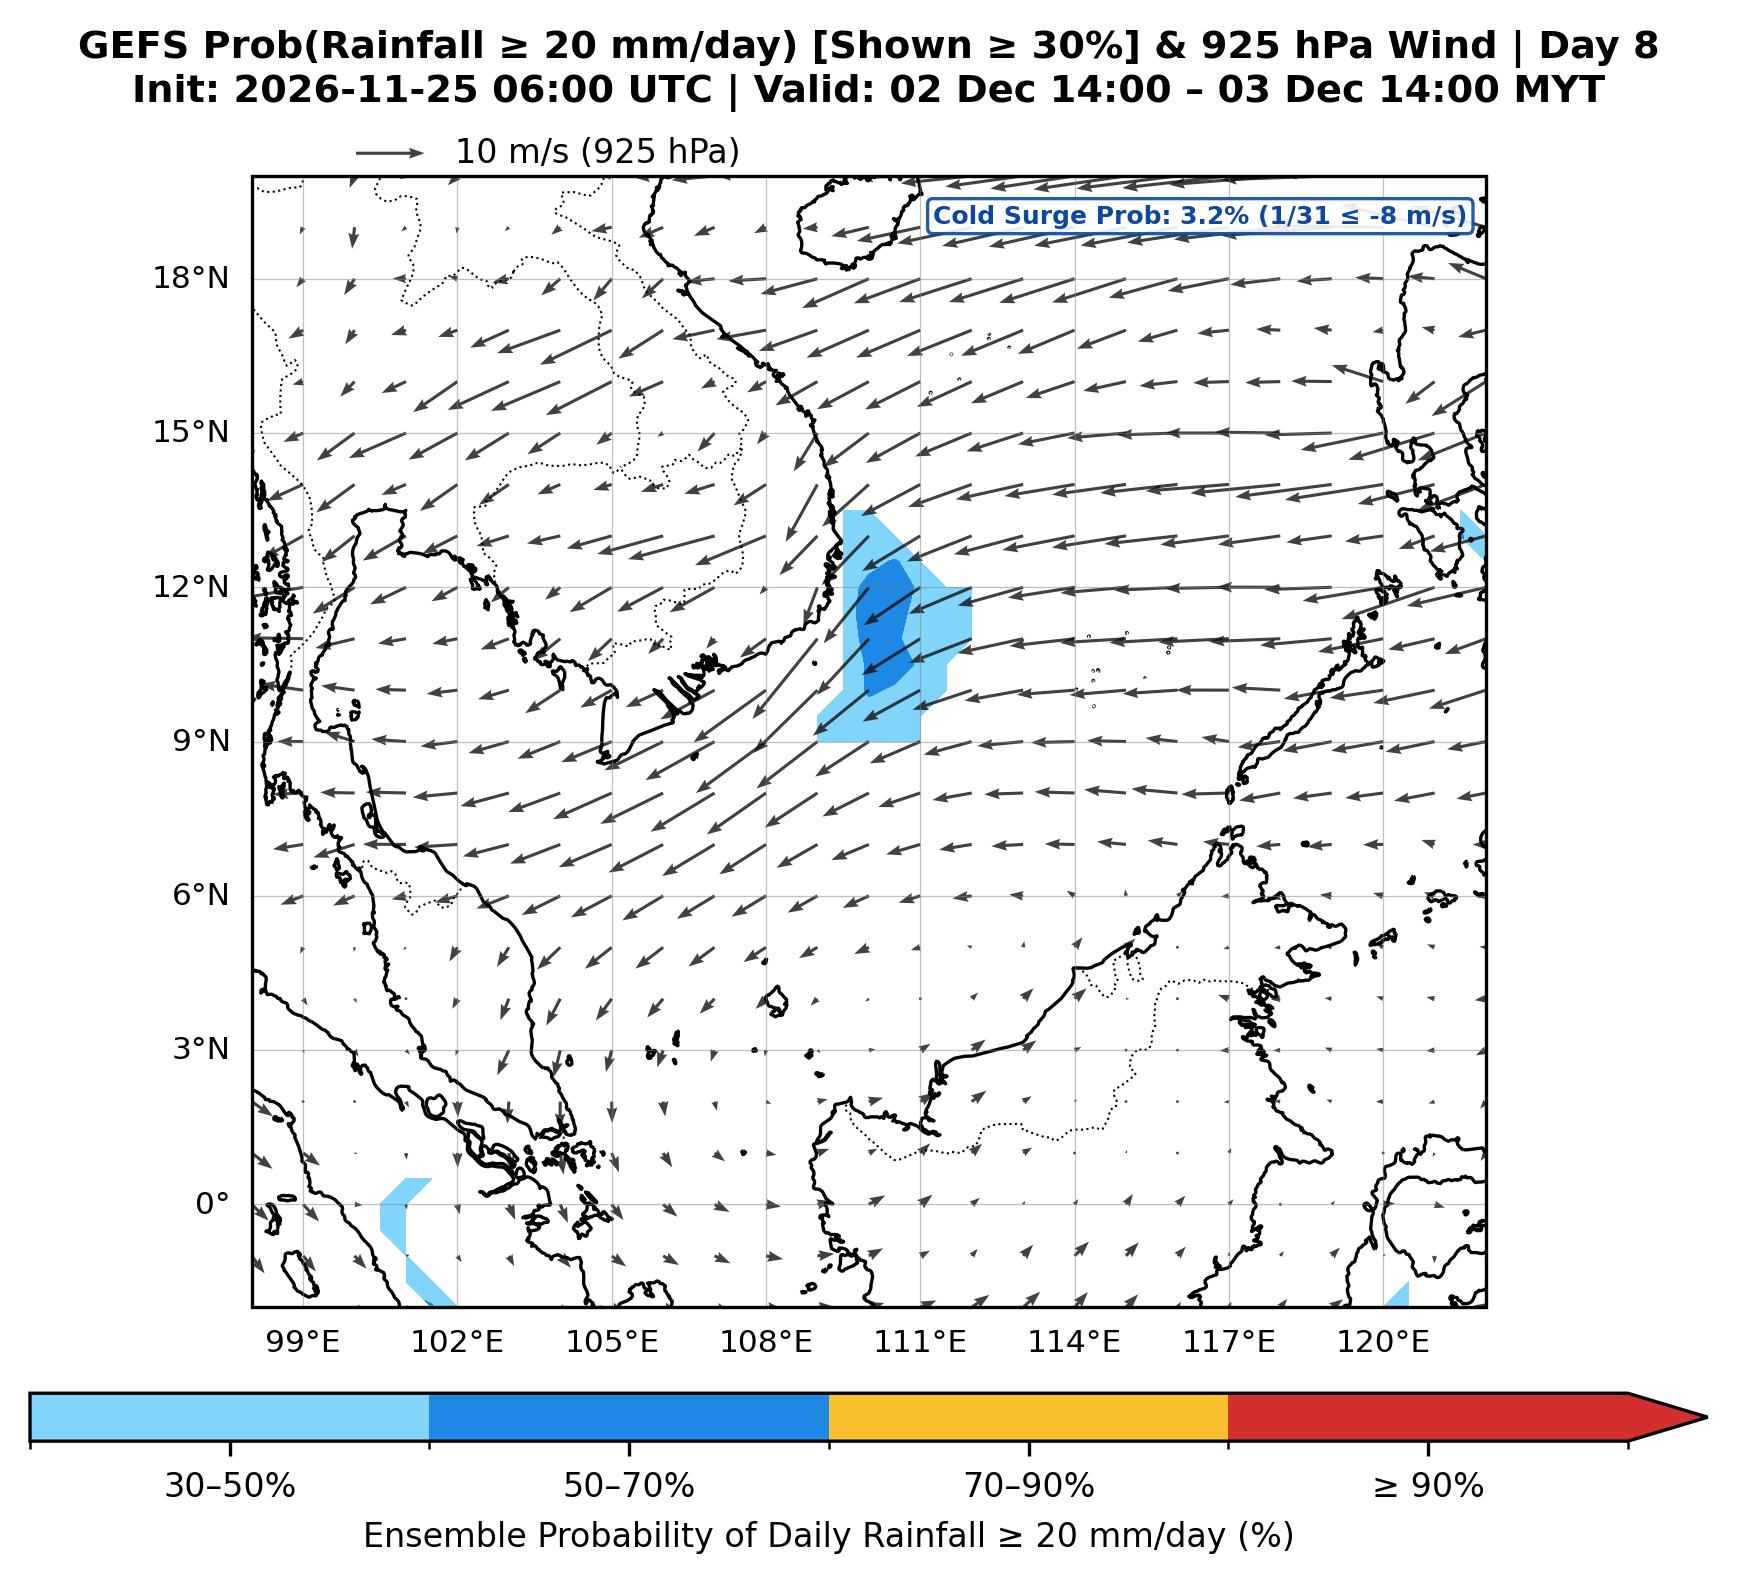 GEFS Prob(Rainfall ≥ 20 mm/day) [Shown ≥ 30%] & 925 hPa Wind | Day 8
Init: 2026-11-25 06:00 UTC | Valid: 02 Dec 14:00 – 03 Dec 14:00 MYT
10 m/s (925 hPa)
Cold Surge Prob: 3.2% (1/31 ≤ -8 m/s)
18°N
15°N
12°N
9°N
6°N
3°N
0°
99°E 102°E 105°E 108°E 111°E 114°E 117°E 120°E
30–50% 50–70% 70–90% ≥ 90%
Ensemble Probability of Daily Rainfall ≥ 20 mm/day (%)